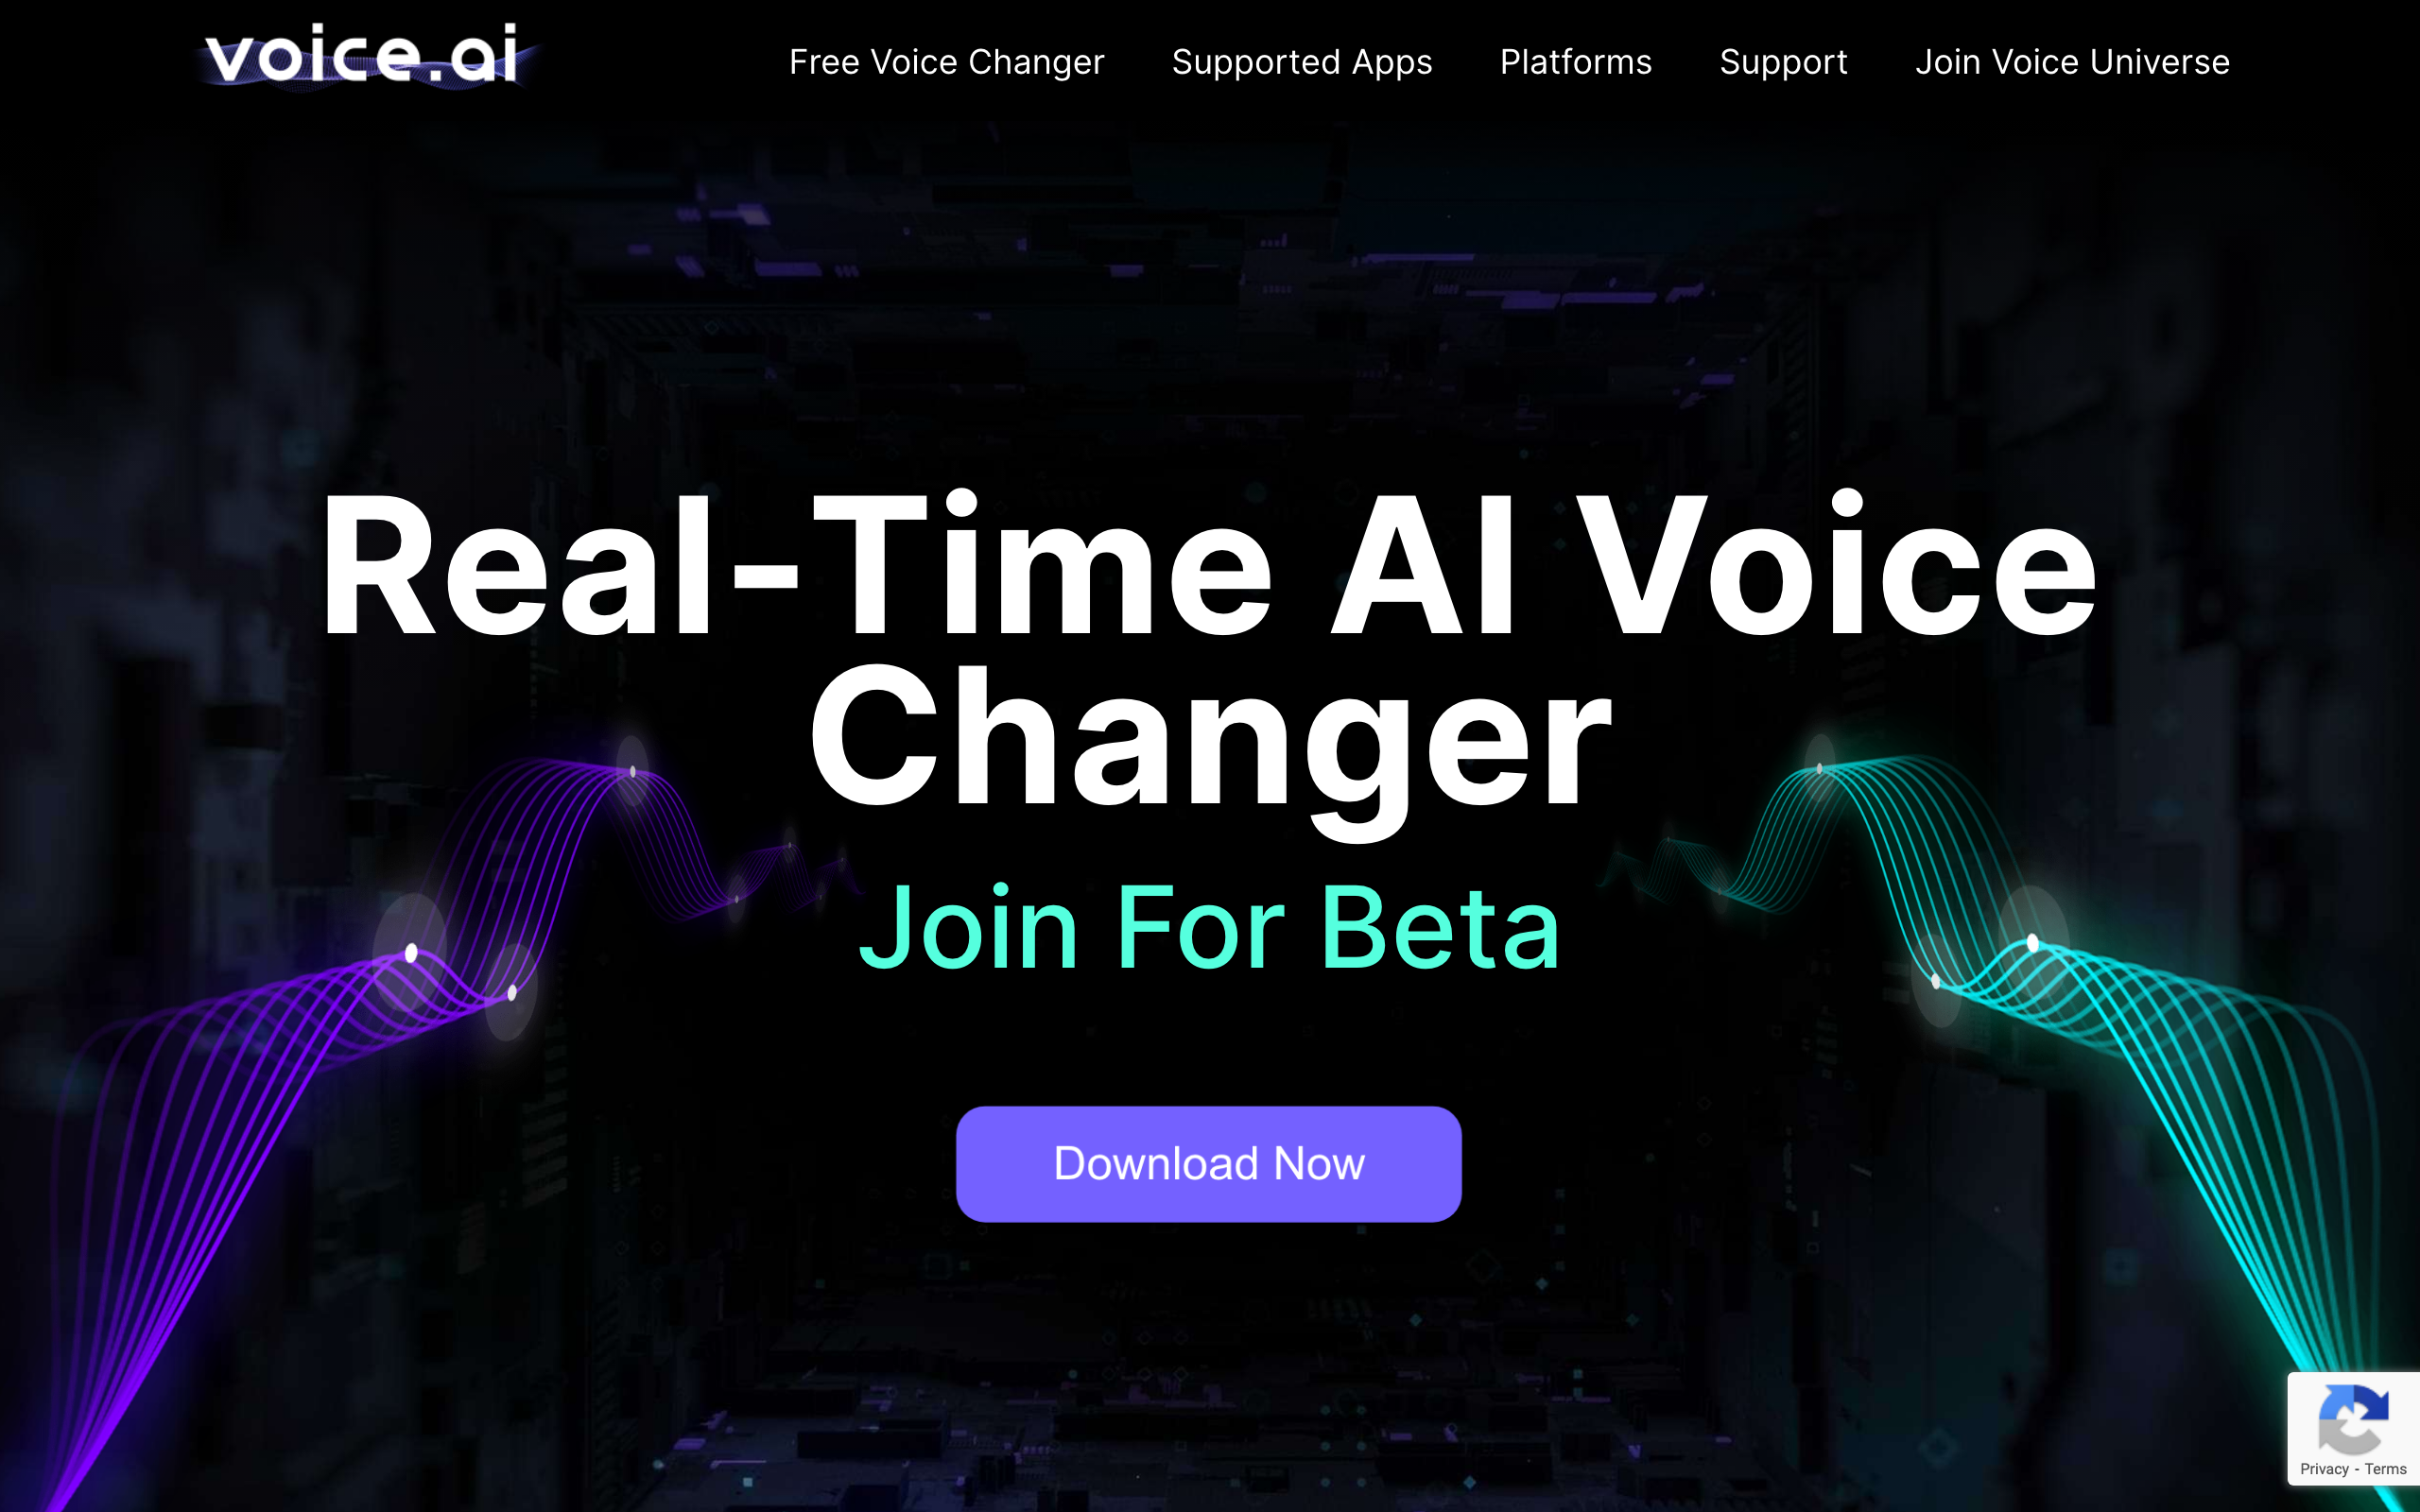 voice.ai
Free Voice Changer
Supported Apps
Platforms
Support
Join Voice Universe
Real-Time AI Voice
Changer
Join For Beta
Download Now
Privacy - Terms